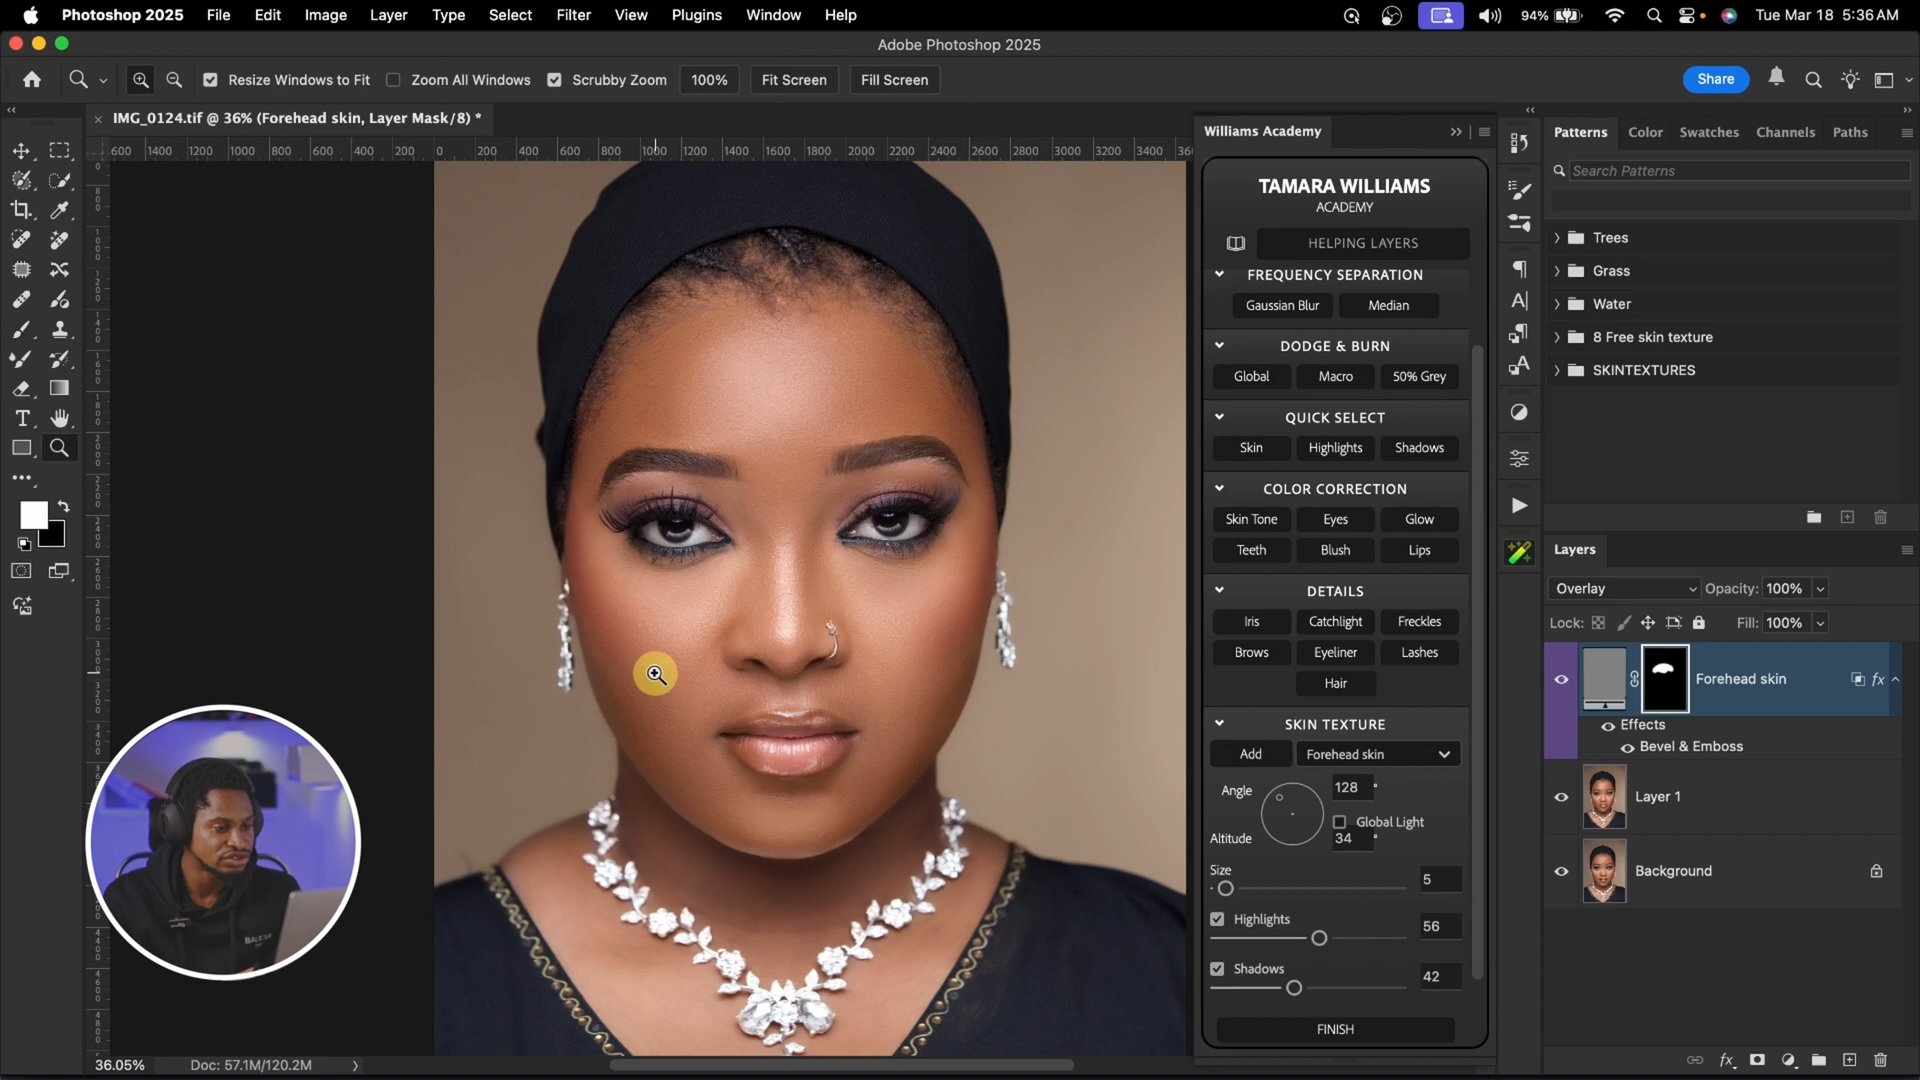 Photoshop 2025 File Edit Image Layer Type Select Filter View Plugins Window Help 94% Tue Mar 18 5:36 AM
Adobe Photoshop 2025
Resize Windows to Fit Zoom All Windows Scrubby Zoom 100% Fit Screen Fill Screen Share
IMG_0124.tif @ 36% (Forehead skin, Layer Mask/8) *
600 1400 1200 1000 800 600 400 200 0 200 400 600 800 1000 1200 1400 1600 1800 2000 2200 2400 2600 2800 3000 3200 3400
Williams Academy
TAMARA WILLIAMS
ACADEMY
HELPING LAYERS
FREQUENCY SEPARATION
Gaussian Blur Median
DODGE & BURN
Global Macro 50% Grey
QUICK SELECT
Skin Highlights Shadows
COLOR CORRECTION
Skin Tone Eyes Glow
Teeth Blush Lips
DETAILS
Iris Catchlight Freckles
Brows Eyeliner Lashes
Hair
SKIN TEXTURE
Add Forehead skin
Angle 128 °
Global Light
Altitude 34 °
Size 5
Highlights 56
Shadows 42
FINISH
Patterns Color Swatches Channels Paths
Search Patterns
Trees
Grass
Water
8 Free skin texture
SKINTEXTURES
Layers
Overlay Opacity: 100%
Lock: Fill: 100%
Forehead skin fx
Effects
Bevel & Emboss
Layer 1
Background
fx
36.05% Doc: 57.1M/120.2M